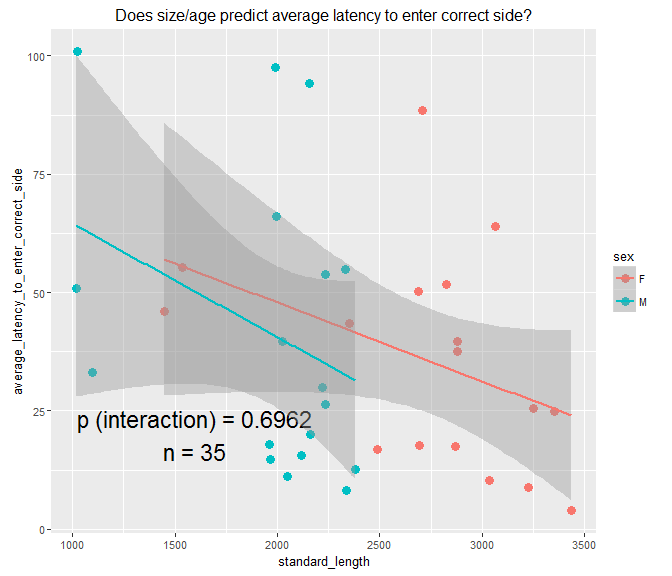 Does size/age predict average latency to enter correct side?
average_latency_to_enter_correct_side
100
75
50
25
0
p (interaction) = 0.6962
n = 35
sex
F
M
1000 1500 2000 2500 3000 3500
standard_length